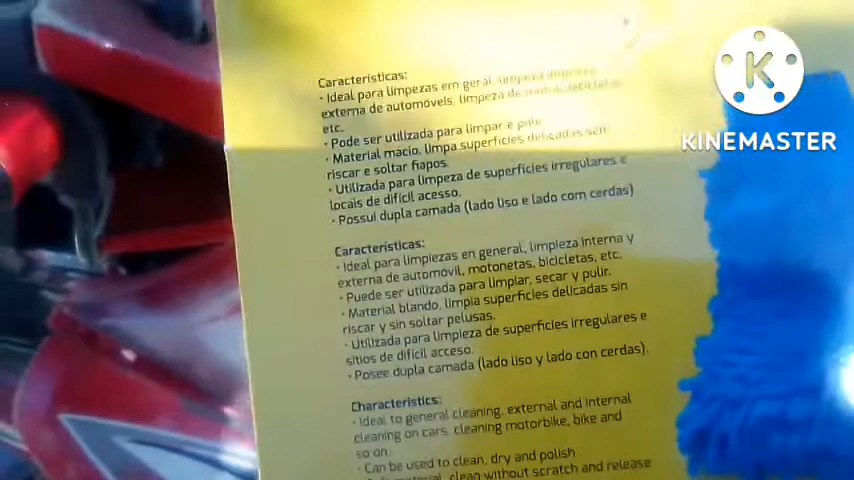 Características:
• Ideal para limpezas em geral, limpeza interna e
externa de automóveis, limpeza de motos, bicicletas
etc.
• Pode ser utilizada para limpar e polir.
• Material macio, limpa superfícies delicadas sem
riscar e soltar fiapos.
• Utilizada para limpeza de superfícies irregulares e
locais de difícil acesso.
• Possui dupla camada (lado liso e lado com cerdas)
Características:
• Ideal para limpiezas en general, limpieza interna y
externa de automóvil, motonetas, bicicletas, etc.
• Puede ser utilizada para limpiar, secar y pulir.
• Material blando, limpia superficies delicadas sin
riscar y sin soltar pelusas.
• Utilizada para limpieza de superficies irregulares e
sitios de difícil acceso.
• Posee dupla camada (lado liso y lado con cerdas).
Characteristics:
• Ideal to general cleaning, external and internal
cleaning on cars, cleaning motorbike, bike and
so on.
• Can be used to clean, dry and polish
material, clean without scratch and release
K
KINEMASTER